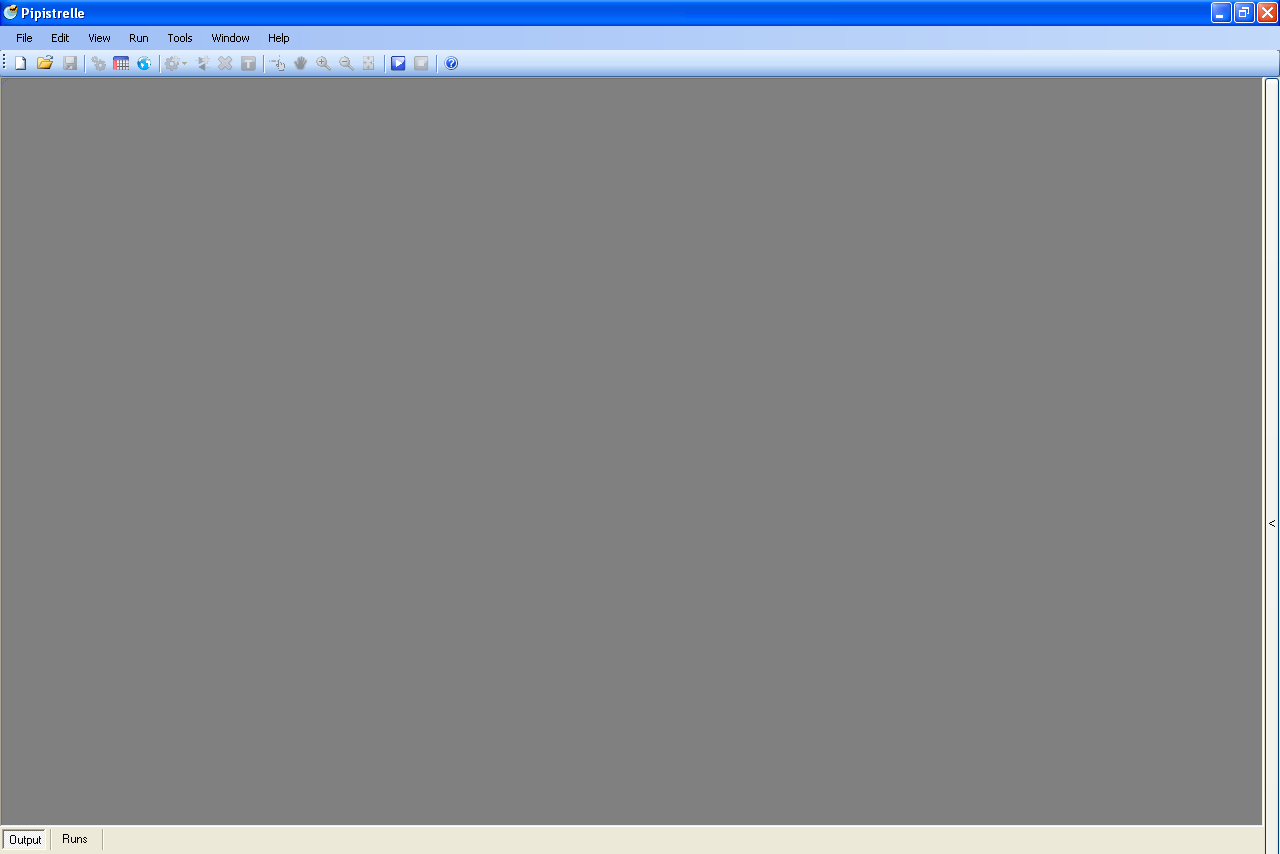 Pipistrelle
File Edit View Run Tools Window Help
<
Output Runs